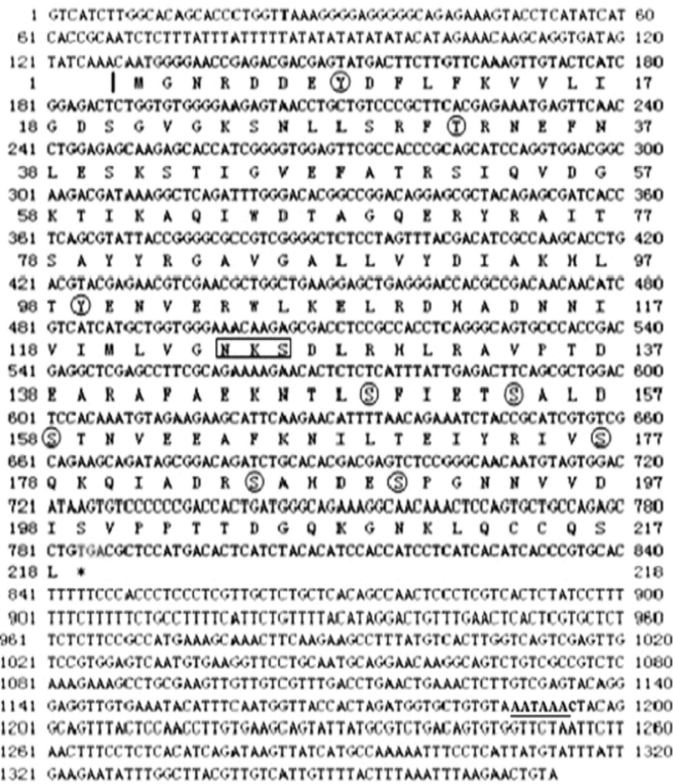 1 GTCATCTTGGCACAGCACCCTGGTTAAAGGGGAGGGGGCAGAGAAAGTACCTCATATCAT 60
61 CACCGCAATCTCTTTATTTATTTTTATATATATATATACATAGAAACAAGCAGGTGATAG 120
121 TATCAAACAATGGGGAACCGAGACGACGAGTATGACTTCTTGTTCAAAGTTGTACTCATC 180
1 M G N R D D E Y D F L F K V V L I 17
181 GGAGACTCTGGTGTGGGGAAGAGTAACCTGCTGTCCCGCTTCACGAGAAATGAGTTCAAC 240
18 G D S G V G K S N L L S R F T R N E F N 37
241 CTGGAGAGCAAGAGCACCATCGGGGTGGAGTTCGCCACCCGCAGCATCCAGGTGGACGGC 300
38 L E S K S T I G V E F A T R S I Q V D G 57
301 AAGACGATAAAGGCTCAGATTTGGGACACGGCCGGACAGGAGCGCTACAGAGCGATCACC 360
58 K T I K A Q I W D T A G Q E R Y R A I T 77
361 TCAGCGTATTACCGGGGCGCCGTCGGGGCTCTCCTAGTTTACGACATCGCCAAGCACCTG 420
78 S A Y Y R G A V G A L L V Y D I A K H L 97
421 ACGTACGAGAACGTCGAACGCTGGCTGAAGGAGCTGAGGGACCACGCCGACAACAACATC 480
98 T Y E N V E R W L K E L R D H A D N N I 117
481 GTCATCATGCTGGTGGGAAACAAGAGCGACCTCCGCCACCTCAGGGCAGTGCCCACCGAC 540
118 V I M L V G N K S D L R H L R A V P T D 137
541 GAGGCTCGAGCCTTCGCAGAAAAGAACACTCTCTCATTTATTGAGACTTCAGCGCTGGAC 600
138 E A R A F A E K N T L S F I E T S A L D 157
601 TCCACAAATGTAGAAGAAGCATTCAAGAACATTTTAACAGAAATCTACCGCATCGTGTCG 660
158 S T N V E E A F K N I L T E I Y R I V S 177
661 CAGAAGCAGATAGCGGACAGATCTGCACACGACGAGTCTCCGGGCAACAATGTAGTGGAC 720
178 Q K Q I A D R S A H D E S P G N N V V D 197
721 ATAAGTGTCCCCCCGACCACTGATGGGCAGAAAGGCAACAAACTCCAGTGCTGCCAGAGC 780
198 I S V P P T T D G Q K G N K L Q C C Q S 217
781 CTGTGACGCTCCATGACACTCATCTACACATCCACCATCCTCATCACATCACCCGTGCAC 840
218 L * 218
841 TTTTTCCCACCCTCCCTCGTTGCTCTGCTCACAGCCAACTCCCTCGTCACTCTATCCTTT 900
901 TTTCTTTTTCTGCCTTTTCATTCTGTTTTACATAGGACTGTTTGAACTCACTCGTGCTCT 960
961 TCTCTTCCGCCATGAAAGCAAACTTCAAGAAGCCTTTATGTCACTTGGTCAGTCGAGTTG 1020
1021 TCCGTGGAGTCAATGTGAAGGTTCCTGCAATGCAGGAACAAGGCAGTCTGTCGCCGTCTC 1080
1081 AAAGAAAGCCTGCGAAGTTGTTGTCGTTTGACCTGAACTGAAACTCTTGTCGAGTACAGG 1140
1141 GAGGTTGTGAAATACATTTCAATGGTTACCACTAGATGGTGCTGTGTAAATAAACTACAG 1200
1201 GCAGTTTACTCCAACCTTGTGAAGCAGTATTATGCGTCTGACAGTGTGGTTCTAATTCTT 1260
1261 AACTTTCCTCTCACATCAGATAAGTTATCATGCCAAAAATTTCCTCATTATGTATTTATT 1320
1321 GAAGAATATTTGGCTTACGTTGTCATTGTTTTACTTTAAATTTAAGAACTGTA